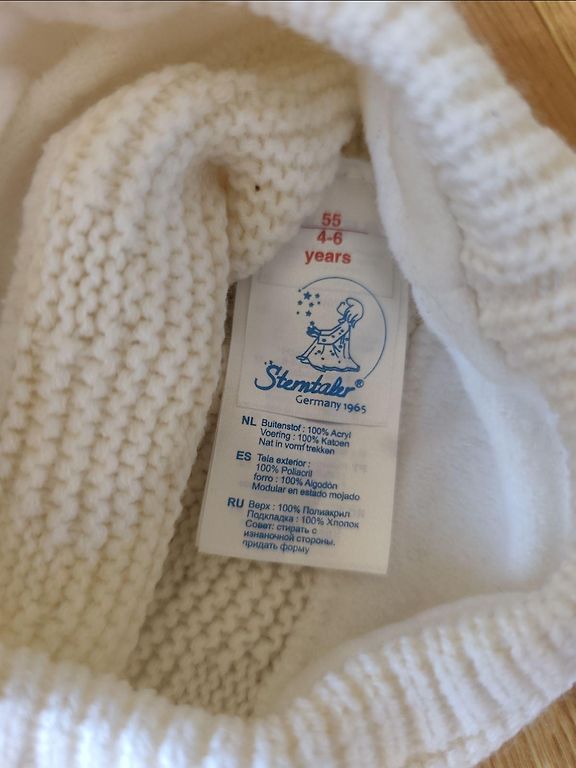 55
4-6
years
Sterntaler®
Germany 1965
NL Buitenstof : 100% Acryl
Voering : 100% Katoen
Nat in vorm trekken
ES Tela exterior :
100% Poliacril
forro : 100% Algodón
Modular en estado mojado
RU Верх : 100% Полиакрил
Подкладка : 100% Хлопок
Совет: стирать с
изнаночной стороны.
придать форму